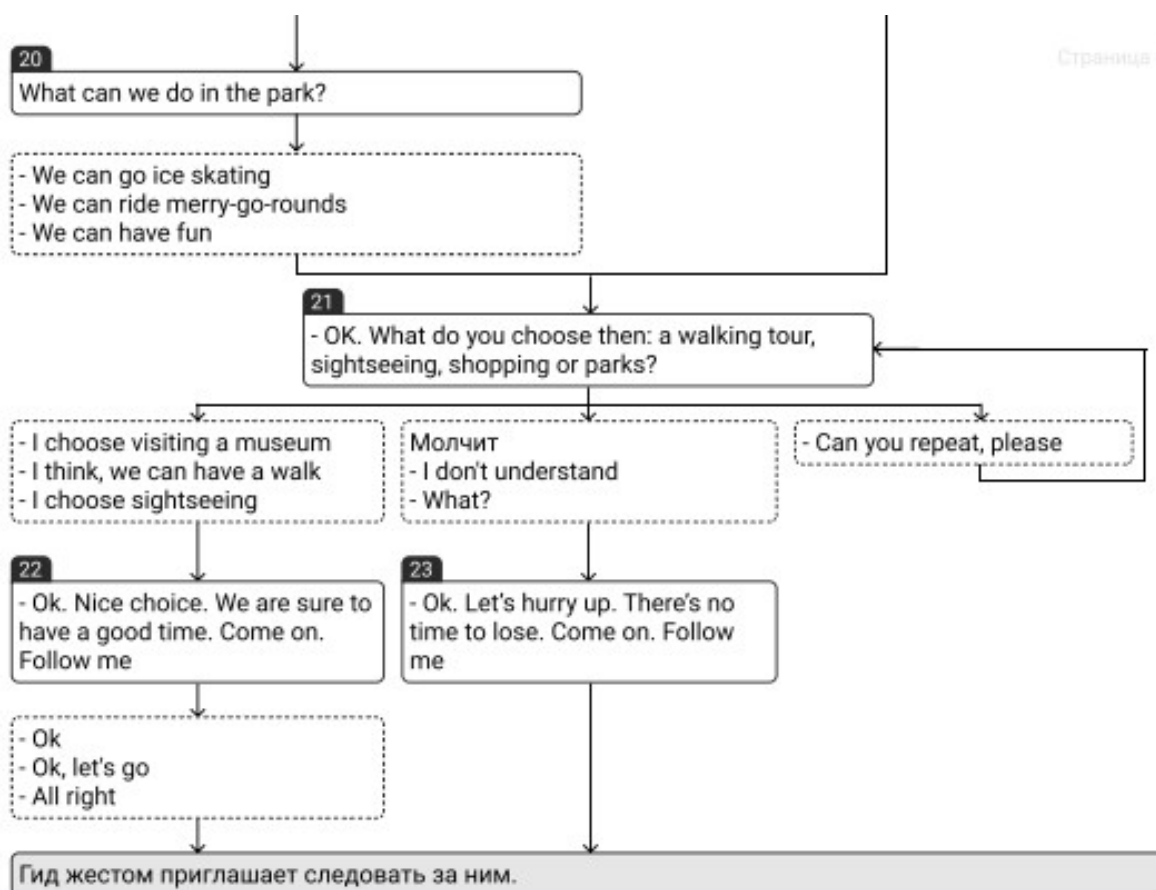 Страница
20
What can we do in the park?
- We can go ice skating
- We can ride merry-go-rounds
- We can have fun
21
- OK. What do you choose then: a walking tour,
sightseeing, shopping or parks?
- I choose visiting a museum
- I think, we can have a walk
- I choose sightseeing
Молчит
- I don't understand
- What?
- Can you repeat, please
22
- Ok. Nice choice. We are sure to
have a good time. Come on.
Follow me
23
- Ok. Let's hurry up. There's no
time to lose. Come on. Follow
me
- Ok
- Ok, let's go
- All right
Гид жестом приглашает следовать за ним.